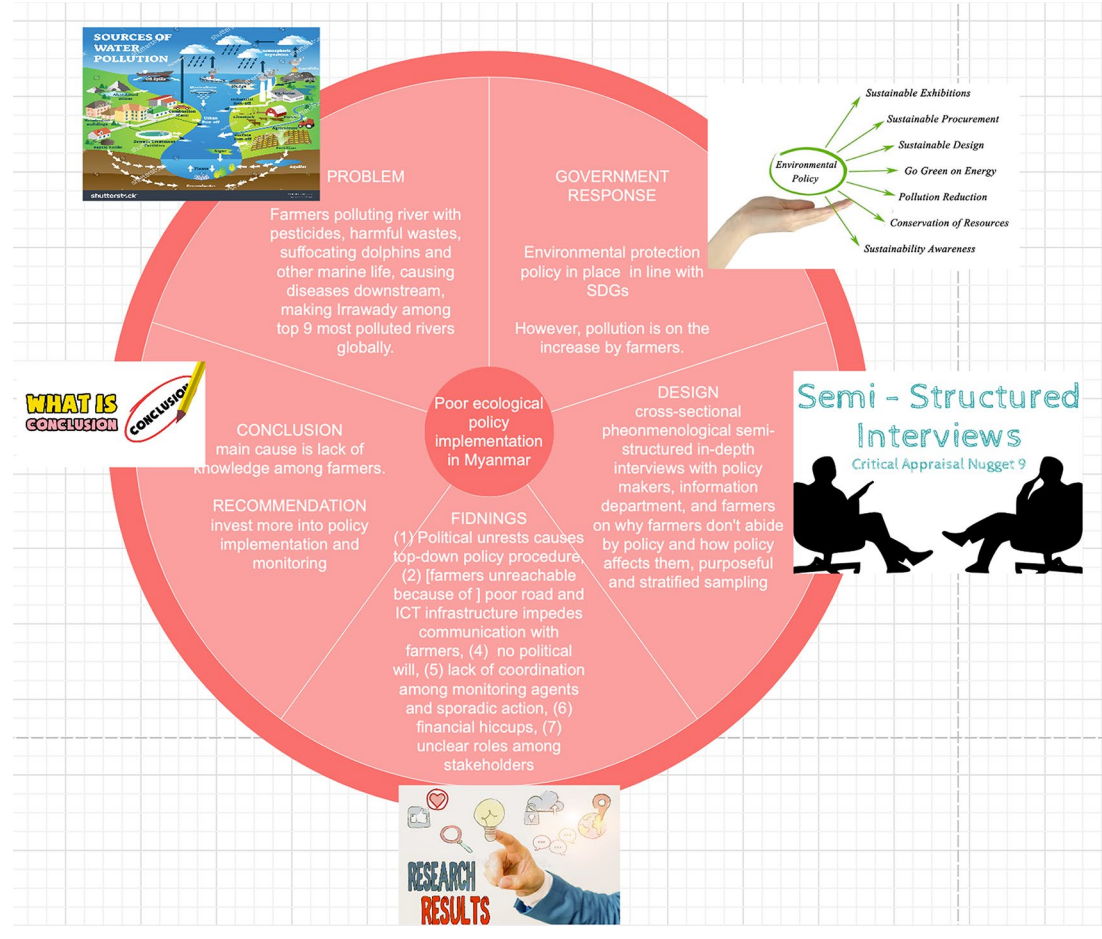 SOURCES OF
WATER
POLLUTION
shutterstock
PROBLEM
Farmers polluting river with
pesticides, harmful wastes,
suffocating dolphins and
other marine life, causing
diseases downstream,
making Irrawady among
top 9 most polluted rivers
globally.
GOVERNMENT
RESPONSE
Environmental protection
policy in place in line with
SDGs
However, pollution is on the
increase by farmers.
Environmental
Policy
Sustainable Exhibitions
Sustainable Procurement
Sustainable Design
Go Green on Energy
Pollution Reduction
Conservation of Resources
Sustainability Awareness
Poor ecological
policy
implementation
in Myanmar
DESIGN
cross-sectional
pheonmenological semi-
structured in-depth
interviews with policy
makers, information
department, and farmers
on why farmers don't abide
by policy and how policy
affects them, purposeful
and stratified sampling
Semi - Structured
Interviews
Critical Appraisal Nugget 9
FIDNINGS
(1) Political unrests causes
top-down policy procedure,
(2) [farmers unreachable
because of ] poor road and
ICT infrastructure impedes
communication with
farmers, (4) no political
will, (5) lack of coordination
among monitoring agents
and sporadic action, (6)
financial hiccups, (7)
unclear roles among
stakeholders
RESEARCH
RESULTS
CONCLUSION
main cause is lack of
knowledge among farmers.
RECOMMENDATION
invest more into policy
implementation and
monitoring
WHAT IS
CONCLUSION
CONCLUSION